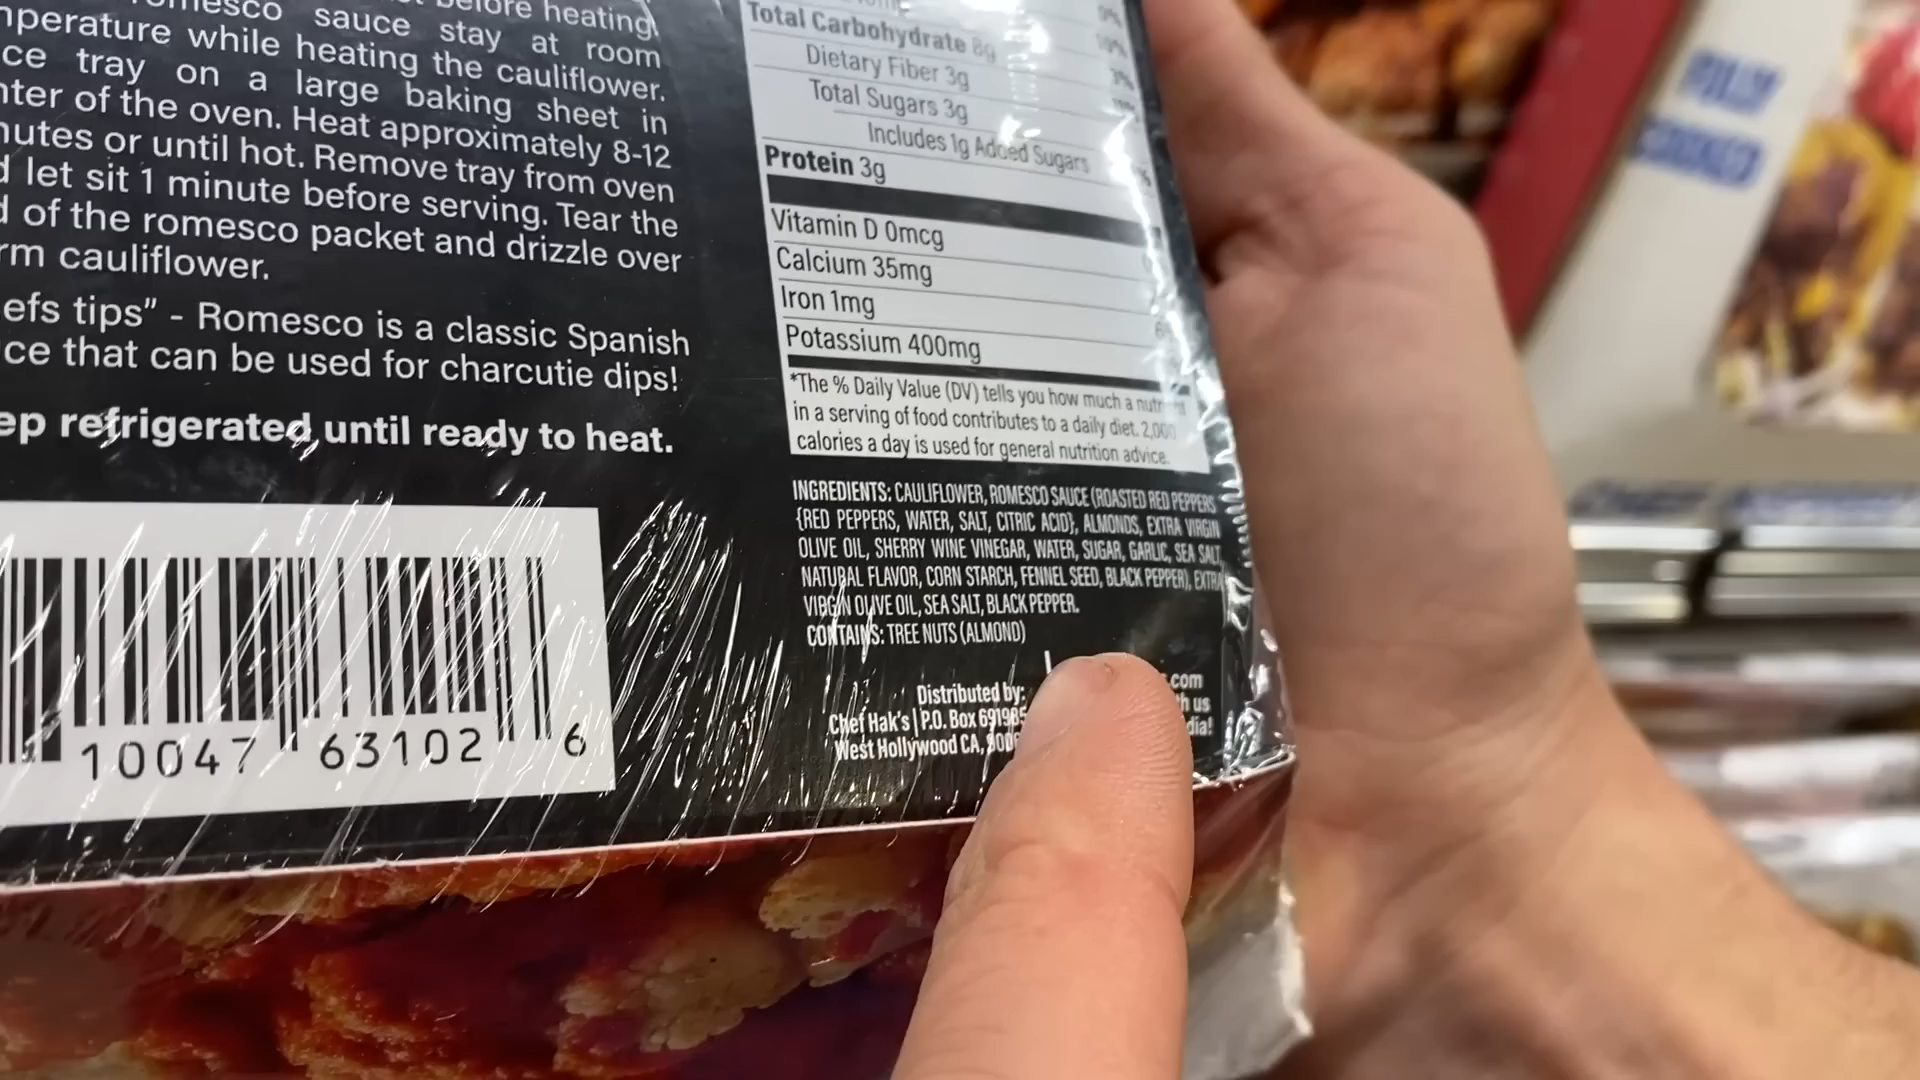 before heating
romesco sauce stay at room
perature while heating the cauliflower.
ce tray on a large baking sheet in
nter of the oven. Heat approximately 8-12
nutes or until hot. Remove tray from oven
d let sit 1 minute before serving. Tear the
d of the romesco packet and drizzle over
rm cauliflower.
efs tips" - Romesco is a classic Spanish
ce that can be used for charcutie dips!
ep refrigerated until ready to heat.
10047 63102 6
Total Carbohydrate 8g
Dietary Fiber 3g
Total Sugars 3g
Includes 1g Added Sugars
Protein 3g
Vitamin D 0mcg
Calcium 35mg
Iron 1mg
Potassium 400mg
*The % Daily Value (DV) tells you how much a nutrient
in a serving of food contributes to a daily diet. 2,000
calories a day is used for general nutrition advice.
INGREDIENTS: CAULIFLOWER, ROMESCO SAUCE (ROASTED RED PEPPERS
{RED PEPPERS, WATER, SALT, CITRIC ACID}, ALMONDS, EXTRA VIRGIN
OLIVE OIL, SHERRY WINE VINEGAR, WATER, SUGAR, GARLIC, SEA SALT,
NATURAL FLAVOR, CORN STARCH, FENNEL SEED, BLACK PEPPER), EXTRA
VIRGIN OLIVE OIL, SEA SALT, BLACK PEPPER.
CONTAINS: TREE NUTS (ALMOND)
Distributed by:
Chef Hak's | P.O. Box 691985
West Hollywood CA,
.com
h us
dia!